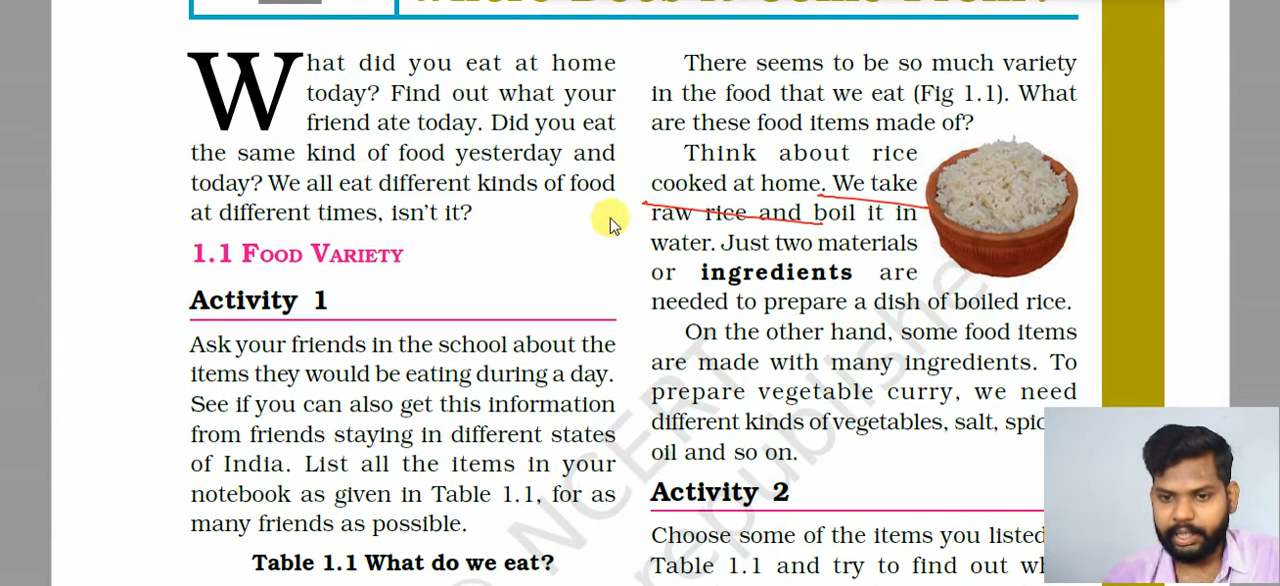 What did you eat at home
today? Find out what your
friend ate today. Did you eat
the same kind of food yesterday and
today? We all eat different kinds of food
at different times, isn't it?
1.1 FOOD VARIETY
Activity 1
Ask your friends in the school about the
items they would be eating during a day.
See if you can also get this information
from friends staying in different states
of India. List all the items in your
notebook as given in Table 1.1, for as
many friends as possible.
Table 1.1 What do we eat?
There seems to be so much variety
in the food that we eat (Fig 1.1). What
are these food items made of?
Think about rice
cooked at home. We take
raw rice and boil it in
water. Just two materials
or ingredients are
needed to prepare a dish of boiled rice.
On the other hand, some food items
are made with many ingredients. To
prepare vegetable curry, we need
different kinds of vegetables, salt,
oil and so on.
Activity 2
Choose some of the items you listed
Table 1.1 and try to find out
© NCERT
republishe